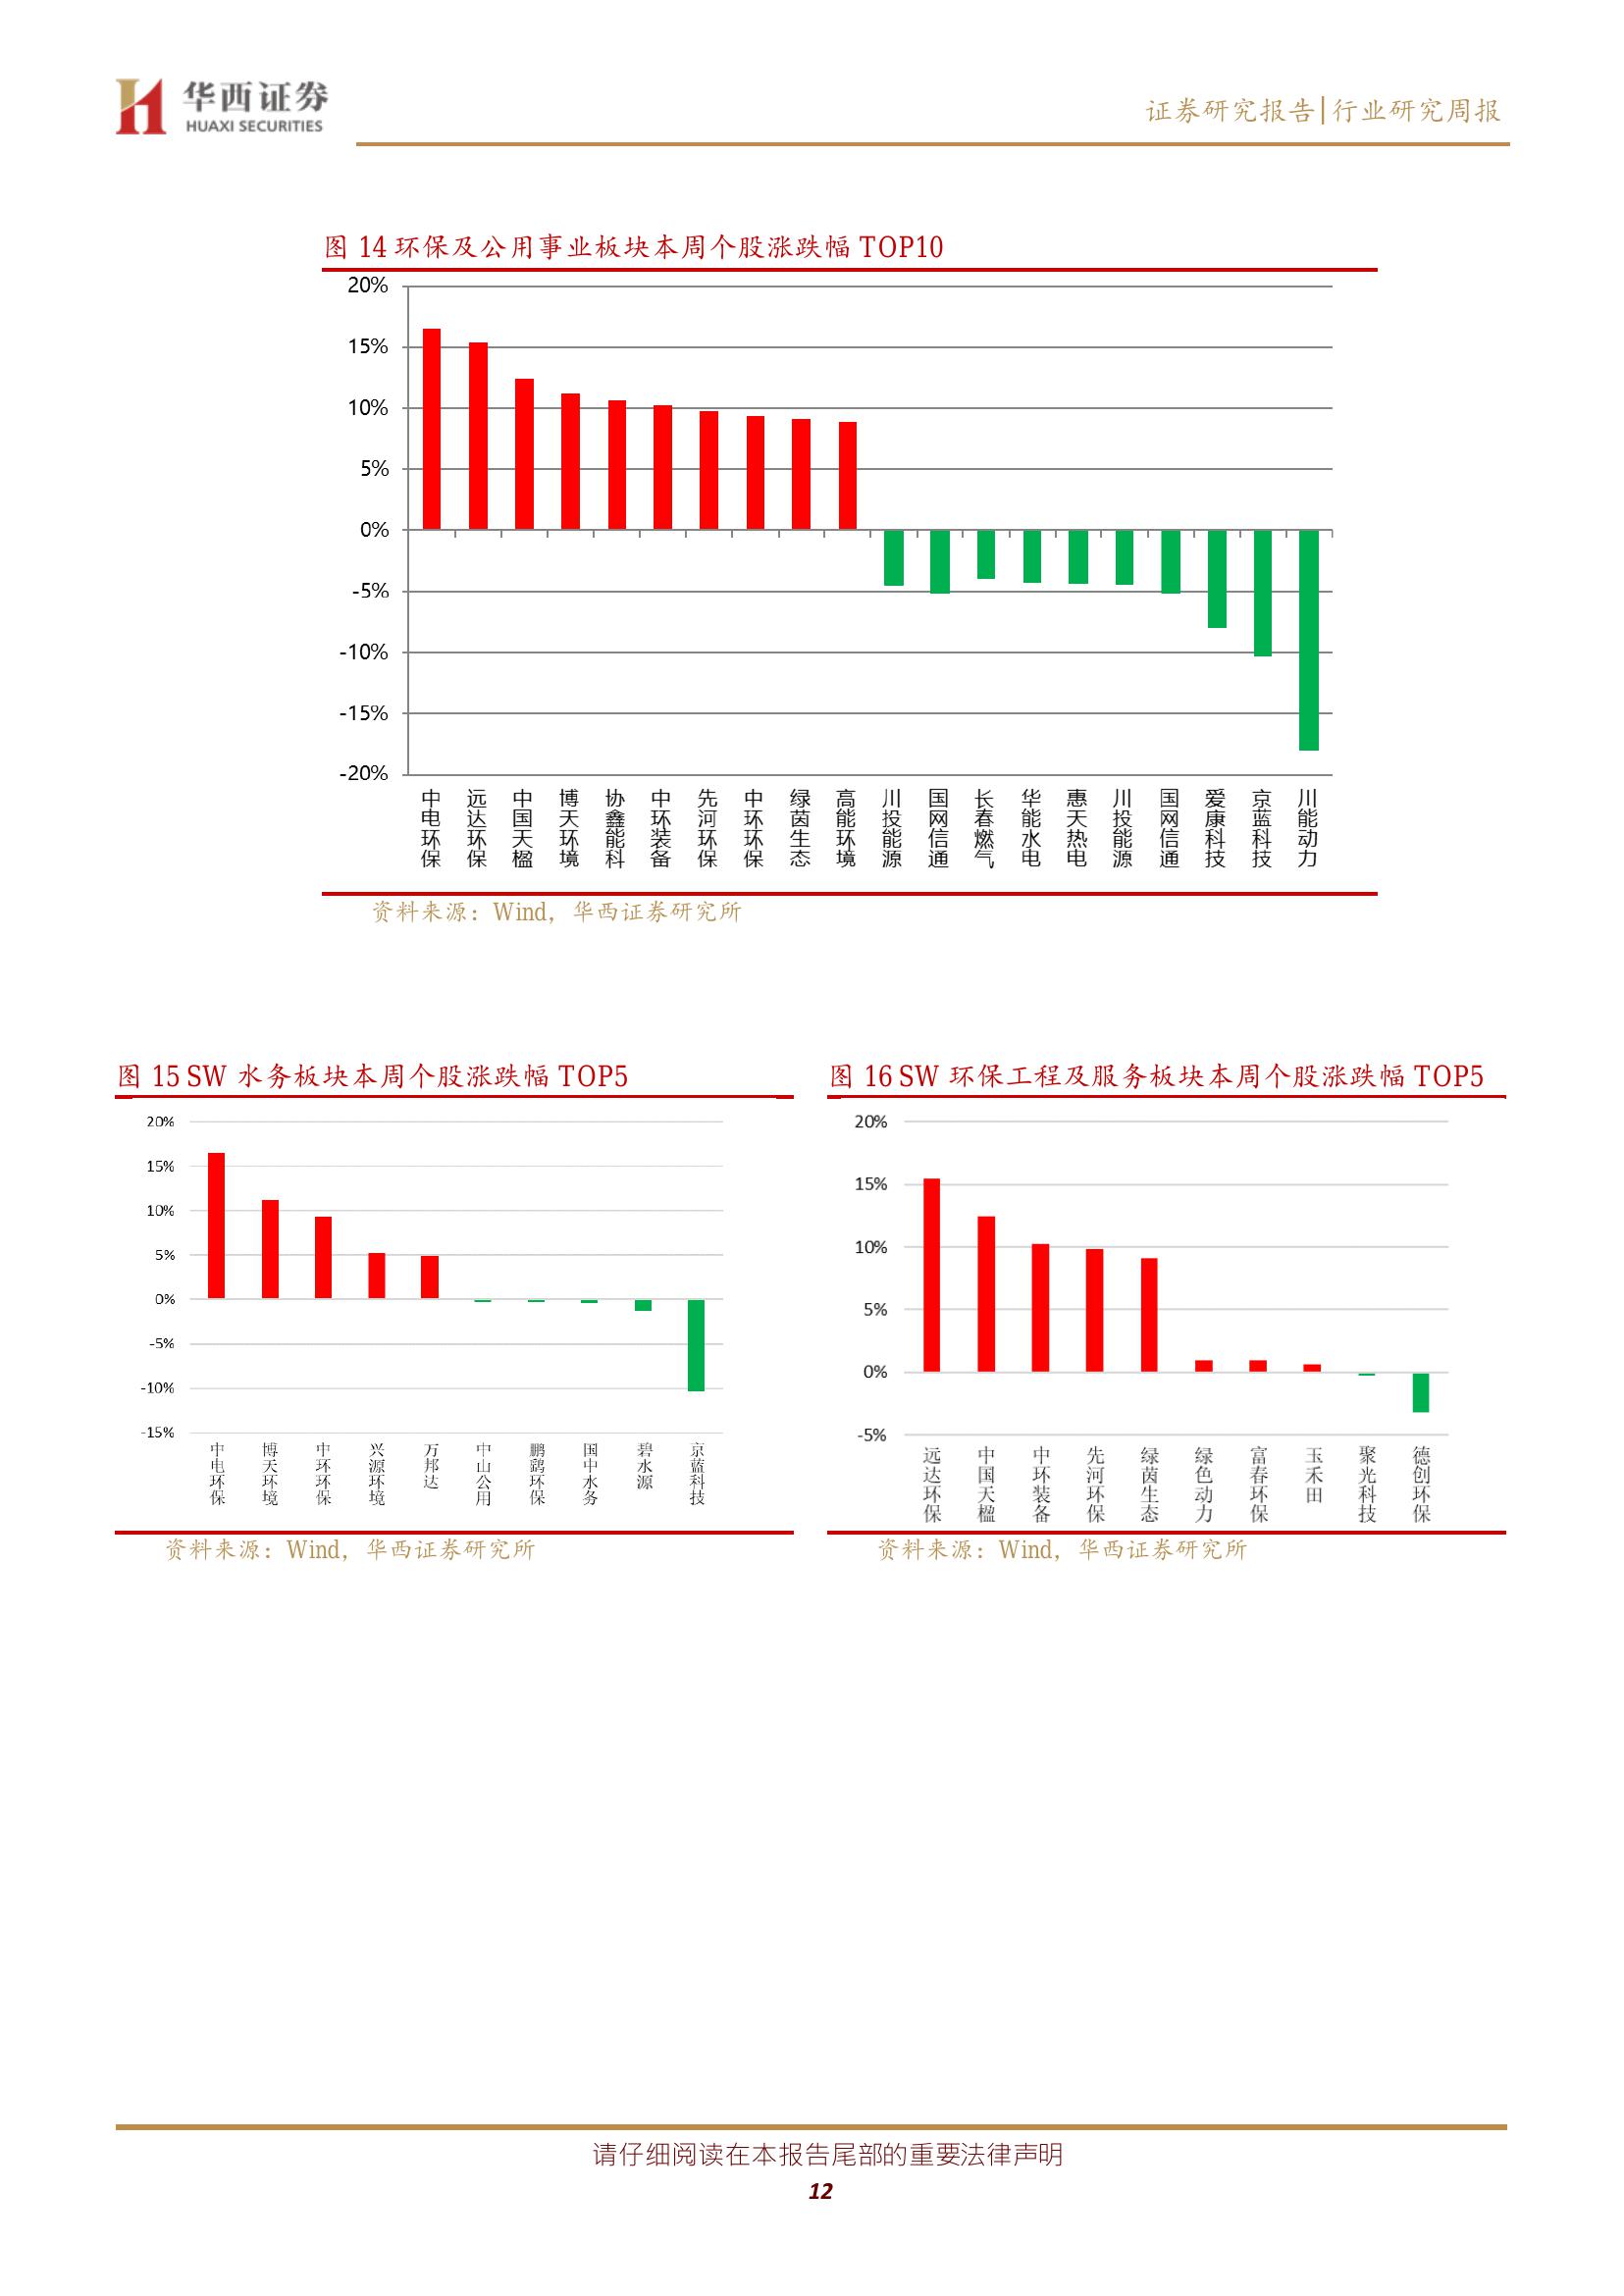 华西证券
HUAXI SECURITIES
证券研究报告|行业研究周报
图 14 环保及公用事业板块本周个股涨跌幅 TOP10
20%
15%
10%
5%
0%
-5%
-10%
-15%
-20%
中电环保
远达环保
中国天楹
博天环境
协鑫能科
中环装备
先河环保
中环环保
绿茵生态
高能环境
川投能源
国网信通
长春燃气
华能水电
惠天热电
川投能源
国网信通
爱康科技
京蓝科技
川能动力
资料来源：Wind，华西证券研究所
图 15 SW 水务板块本周个股涨跌幅 TOP5
20%
15%
10%
5%
0%
-5%
-10%
-15%
中电环保
博天环境
中环环保
兴源环境
万邦达
中山公用
鹏鹞环保
国中水务
碧水源
京蓝科技
资料来源：Wind，华西证券研究所
图 16 SW 环保工程及服务板块本周个股涨跌幅 TOP5
20%
15%
10%
5%
0%
-5%
远达环保
中国天楹
中环装备
先河环保
绿茵生态
绿色动力
富春环保
玉禾田
聚光科技
德创环保
资料来源：Wind，华西证券研究所
请仔细阅读在本报告尾部的重要法律声明
12